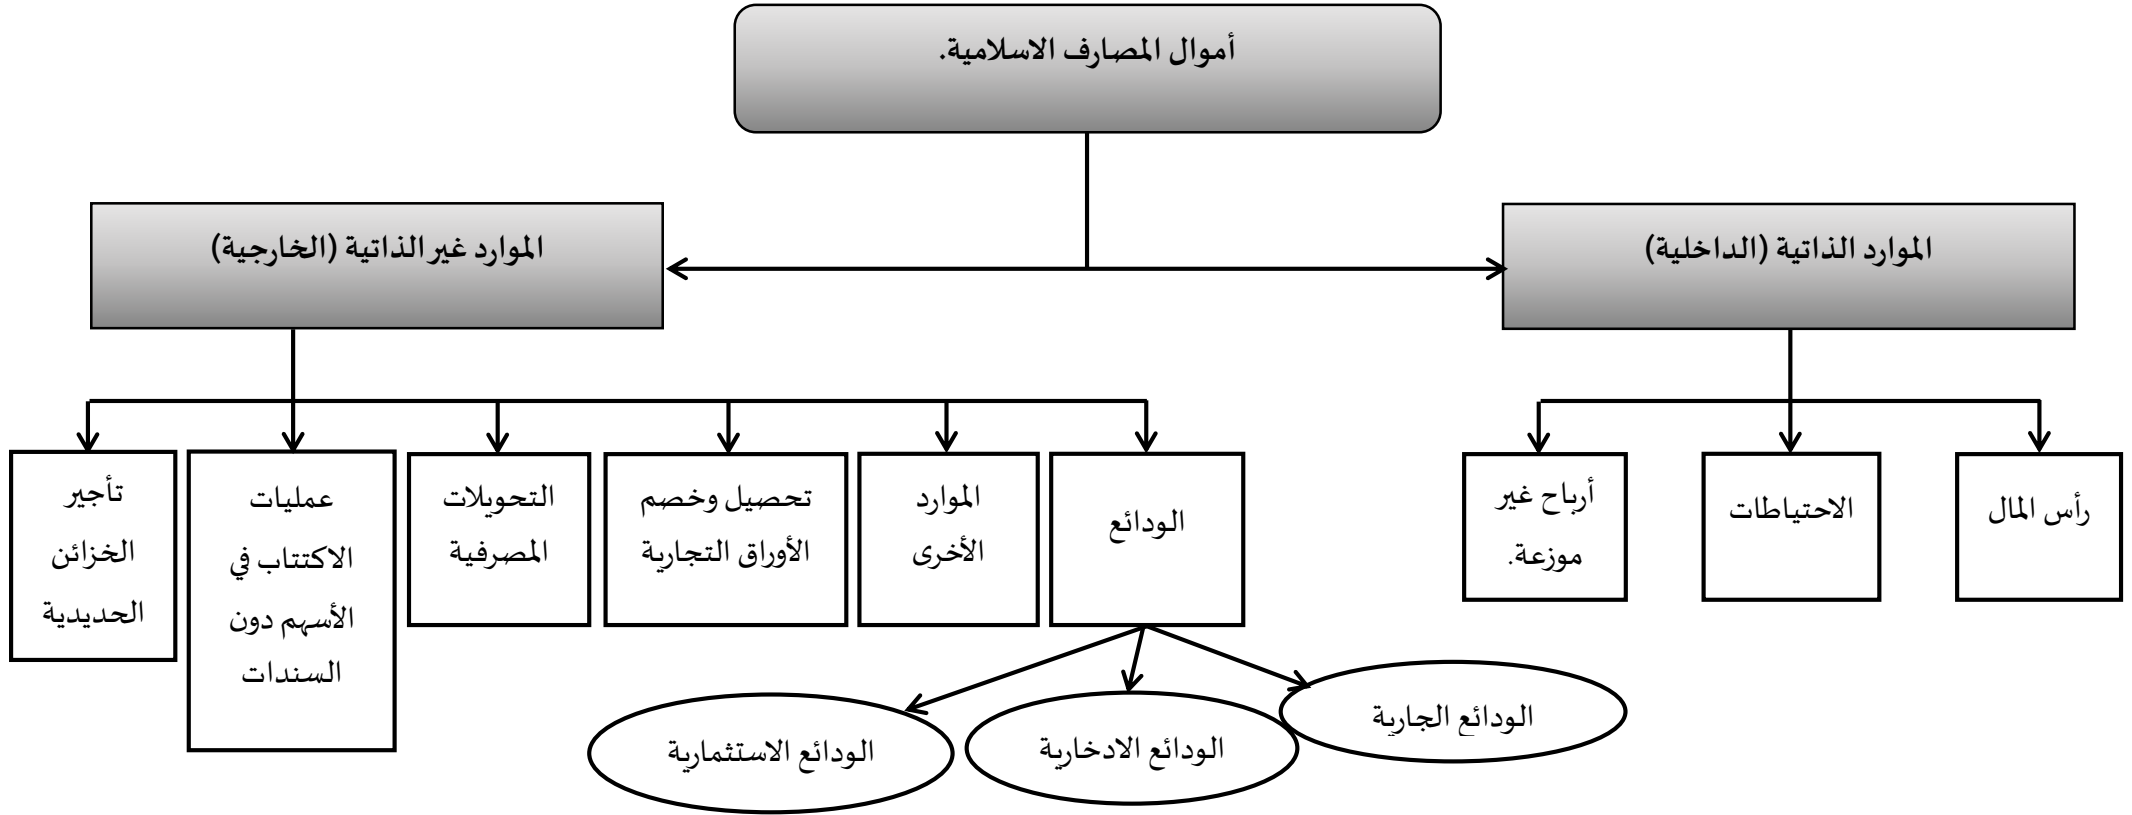 أموال المصارف الاسلامية.
الموارد الذاتية (الداخلية)
الموارد غير الذاتية (الخارجية)
رأس المال
الاحتياطات
أرباح غير
موزعة.
الودائع
الموارد
الأخرى
تحصيل وخصم
الأوراق التجارية
التحويلات
المصرفية
عمليات
الاكتتاب في
الأسهم دون
السندات
تأجير
الخزائن
الحديدية
الودائع الجارية
الودائع الادخارية
الودائع الاستثمارية